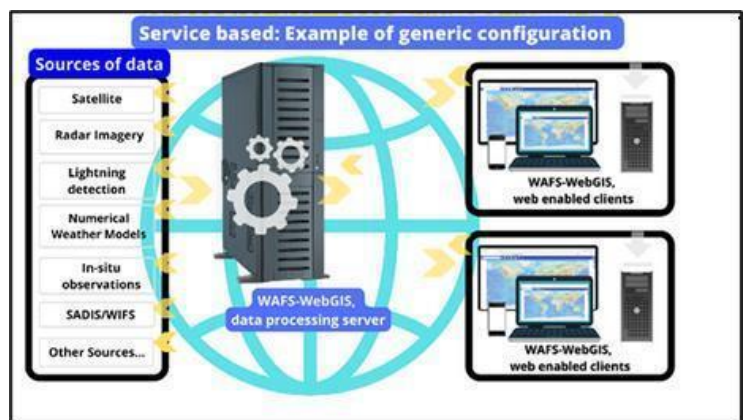 Service based: Example of generic configuration
Sources of data
Satellite
Radar Imagery
Lightning
detection
Numerical
Weather Models
In-situ
observations
SADIS/WIFS
Other Sources...
WAFS-WebGIS,
data processing server
WAFS-WebGIS,
web enabled clients
WAFS-WebGIS,
web enabled clients